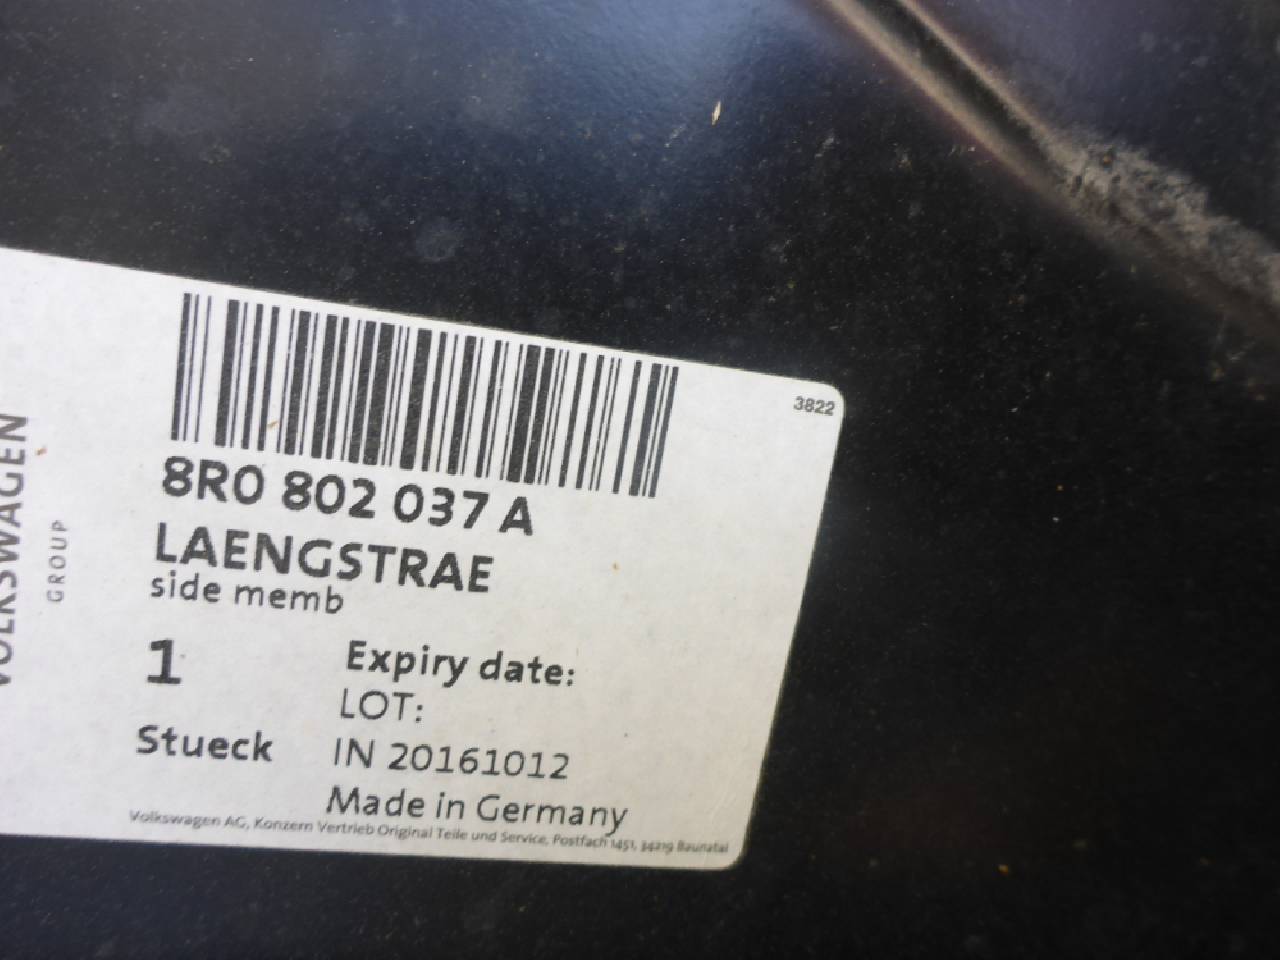 VOLKSWAGEN
GROUP
3822
8R0 802 037 A
LAENGSTRAE
side memb
1
Stueck
Expiry date:
LOT:
IN 20161012
Made in Germany
Volkswagen AG, Konzern Vertrieb Original Teile und Service, Postfach 1451, 34219 Baunatal